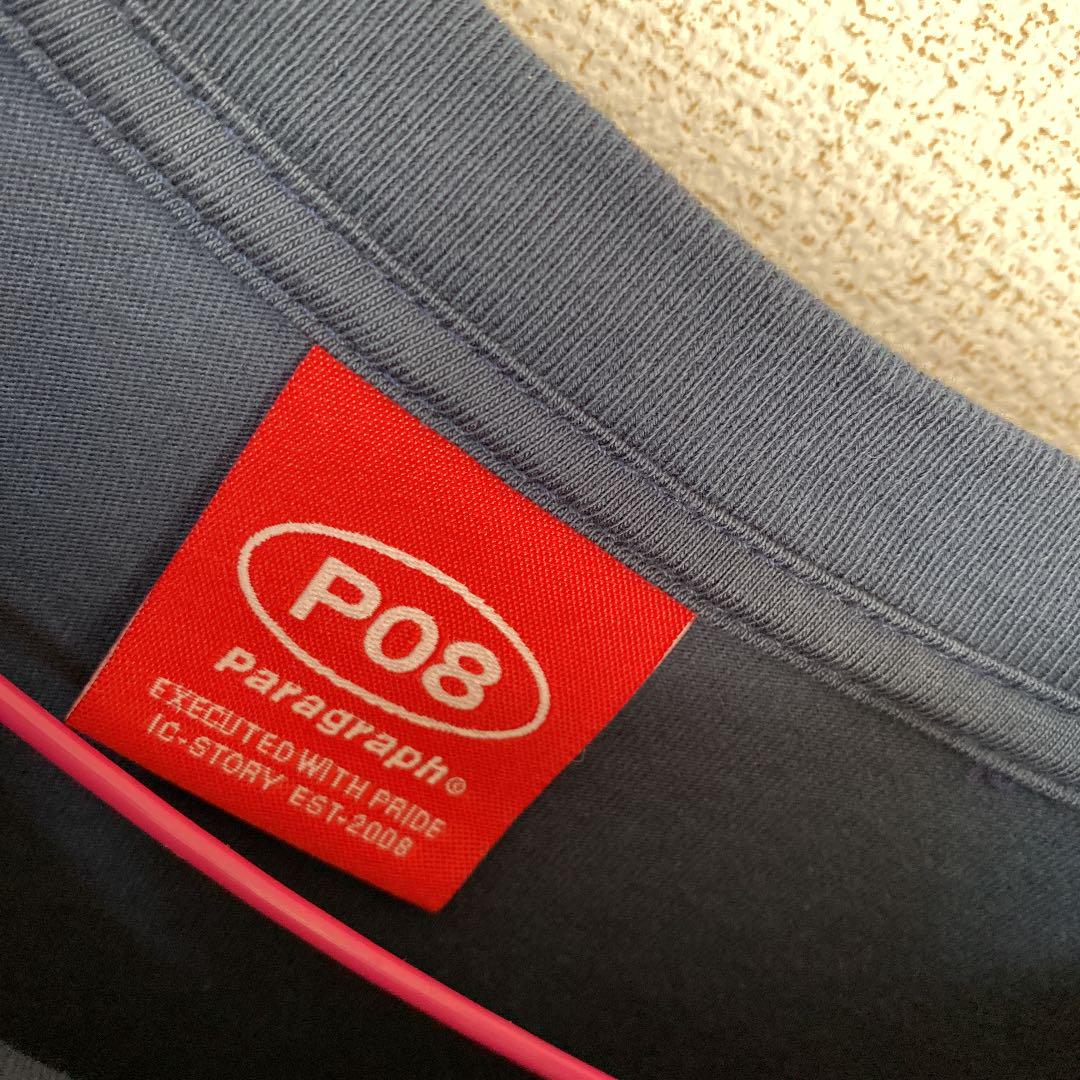 P08
Paragraph®
EXECUTED WITH PRIDE
IC-STORY EST-2008